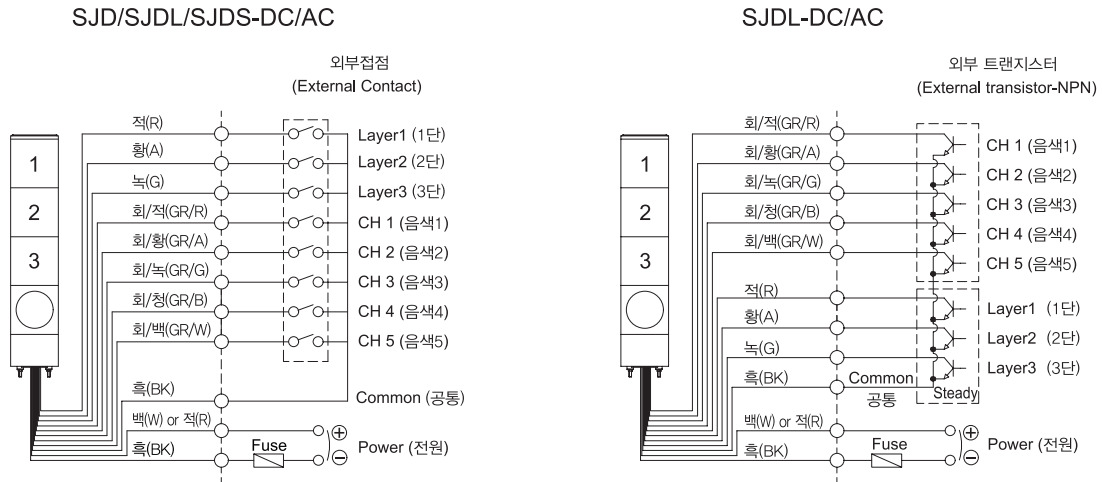 SJD/SJDL/SJDS-DC/AC
외부접점
(External Contact)
1
2
3
적(R)
황(A)
녹(G)
회/적(GR/R)
회/황(GR/A)
회/녹(GR/G)
회/청(GR/B)
회/백(GR/W)
흑(BK)
백(W) or 적(R)
흑(BK)
Fuse
Layer1 (1단)
Layer2 (2단)
Layer3 (3단)
CH 1 (음색1)
CH 2 (음색2)
CH 3 (음색3)
CH 4 (음색4)
CH 5 (음색5)
Common (공통)
⊕
⊖
Power (전원)
SJDL-DC/AC
외부 트랜지스터
(External transistor-NPN)
1
2
3
회/적(GR/R)
회/황(GR/A)
회/녹(GR/G)
회/청(GR/B)
회/백(GR/W)
적(R)
황(A)
녹(G)
흑(BK)
Common
공통
백(W) or 적(R)
흑(BK)
Fuse
CH 1 (음색1)
CH 2 (음색2)
CH 3 (음색3)
CH 4 (음색4)
CH 5 (음색5)
Layer1 (1단)
Layer2 (2단)
Layer3 (3단)
Steady
⊕
⊖
Power (전원)